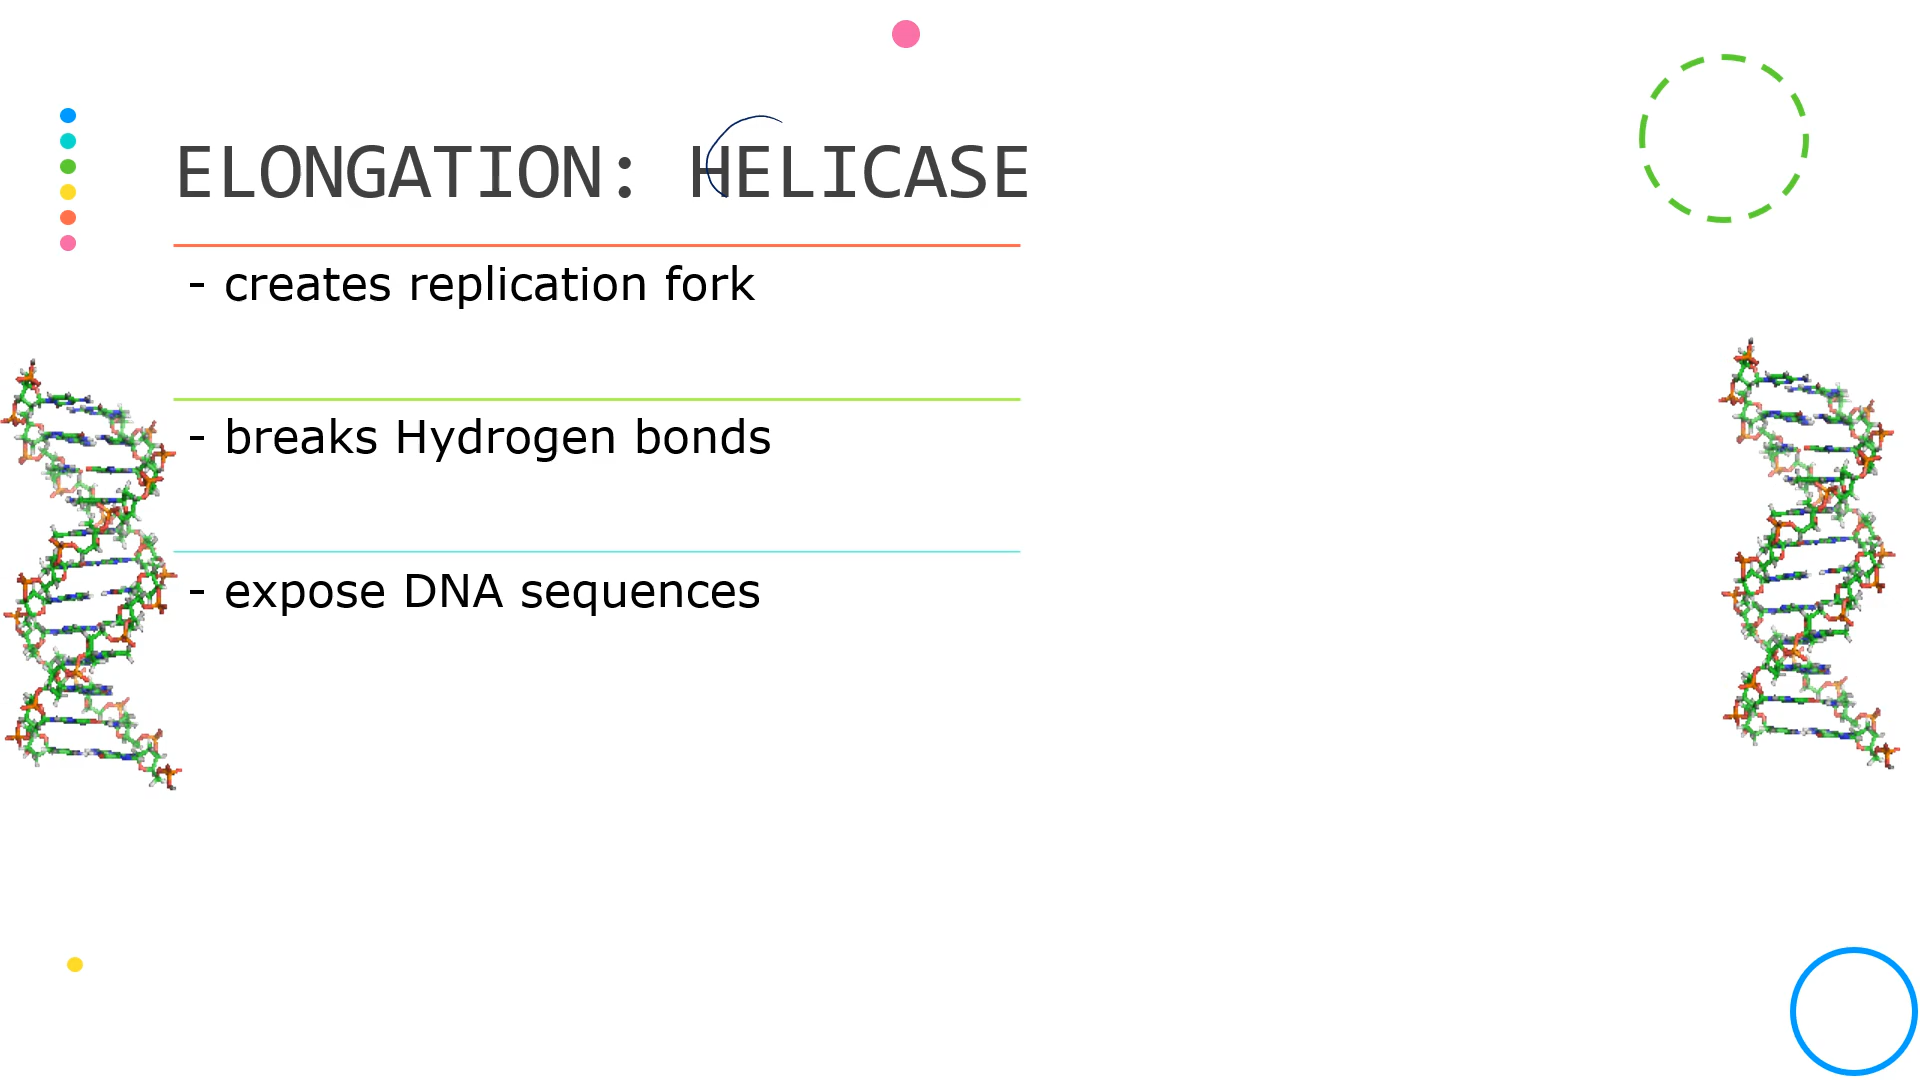 ELONGATION: HELICASE
- creates replication fork
- breaks Hydrogen bonds
- expose DNA sequences